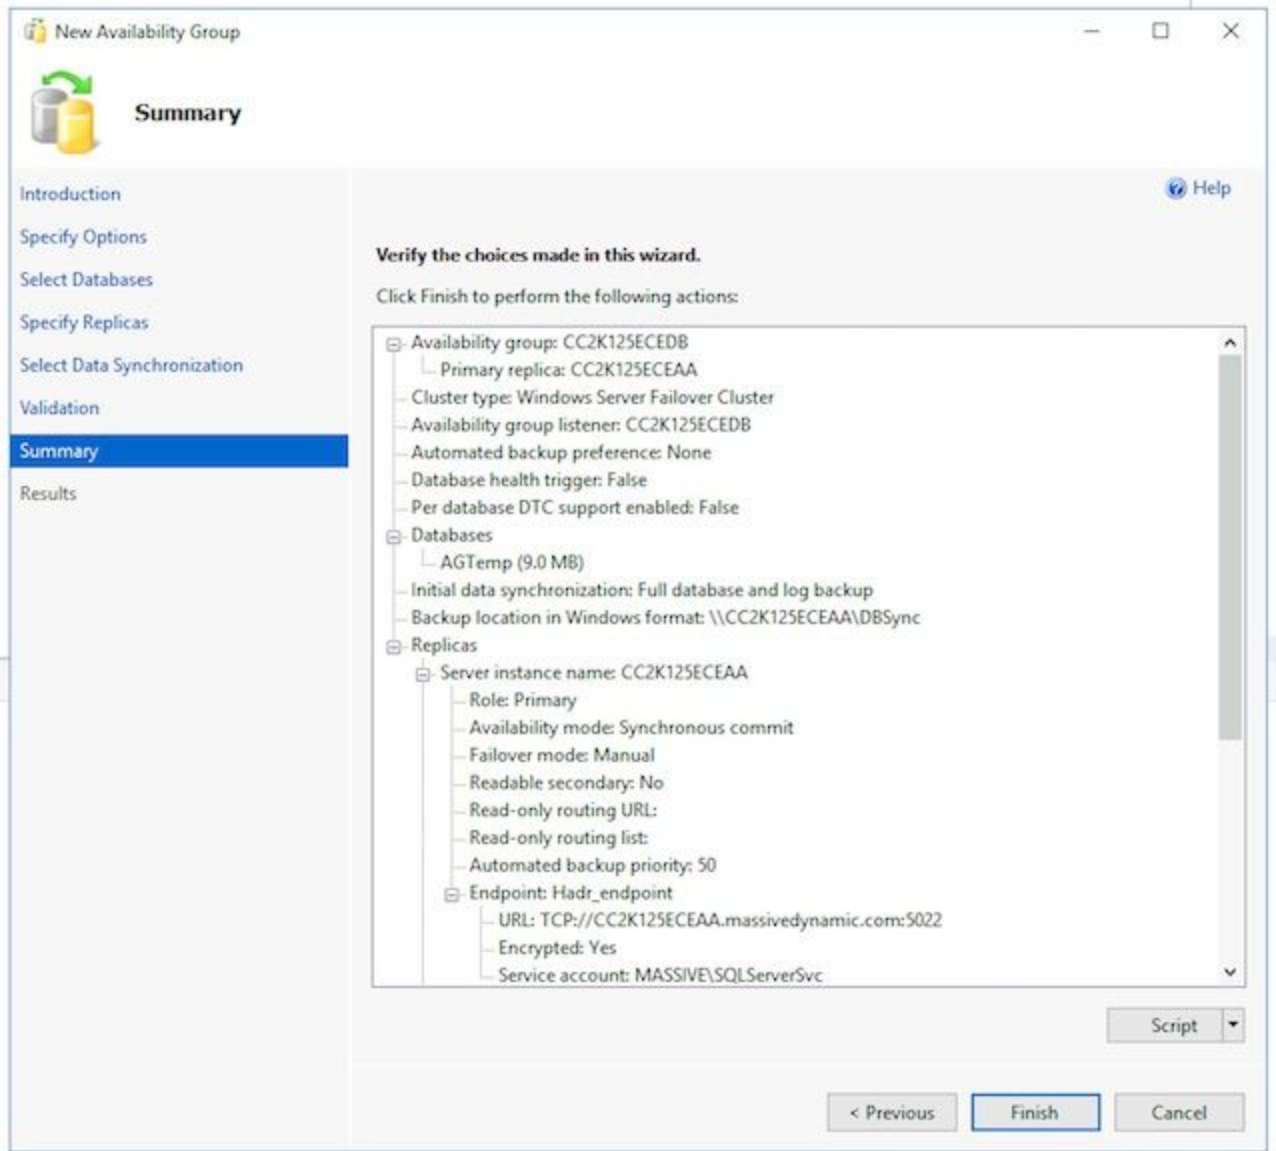 New Availability Group
Summary
Introduction
Specify Options
Select Databases
Specify Replicas
Select Data Synchronization
Validation
Summary
Results
Help
Verify the choices made in this wizard.
Click Finish to perform the following actions:
Availability group: CC2K125ECEDB
Primary replica: CC2K125ECEAA
Cluster type: Windows Server Failover Cluster
Availability group listener: CC2K125ECEDB
Automated backup preference: None
Database health trigger: False
Per database DTC support enabled: False
Databases
AGTemp (9.0 MB)
Initial data synchronization: Full database and log backup
Backup location in Windows format: \\CC2K125ECEAA\DBSync
Replicas
Server instance name: CC2K125ECEAA
Role: Primary
Availability mode: Synchronous commit
Failover mode: Manual
Readable secondary: No
Read-only routing URL:
Read-only routing list:
Automated backup priority: 50
Endpoint: Hadr_endpoint
URL: TCP://CC2K125ECEAA.massivedynamic.com:5022
Encrypted: Yes
Service account: MASSIVE\SQLServerSvc
Script
< Previous
Finish
Cancel